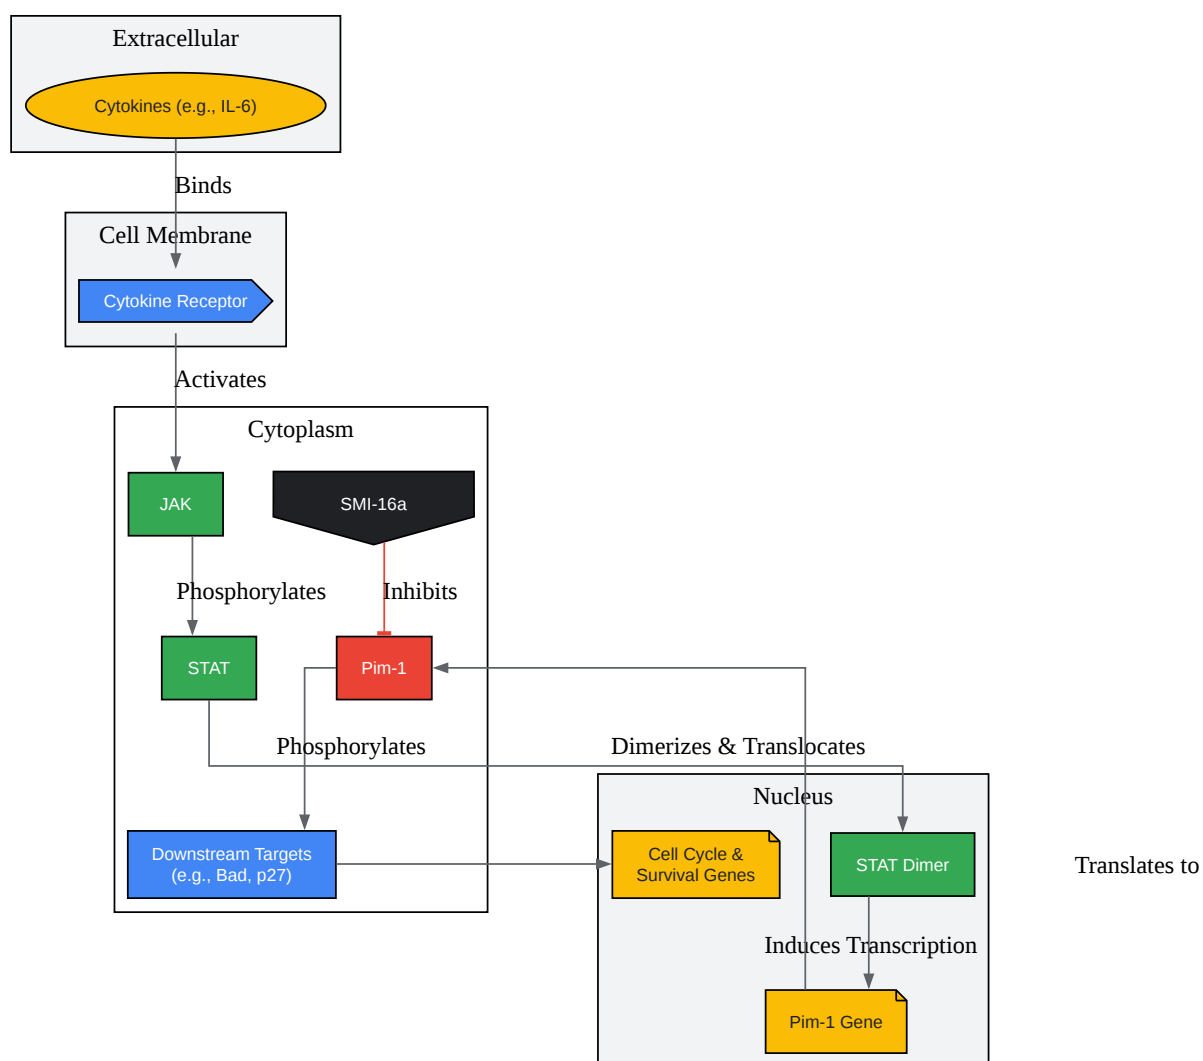 Extracellular
Cytokines (e.g., IL-6)
Binds
Cell Membrane
Cytokine Receptor
Activates
Cytoplasm
JAK
SMI-16a
Phosphorylates
Inhibits
STAT
Pim-1
Phosphorylates
Dimerizes & Translocates
Nucleus
Downstream Targets
(e.g., Bad, p27)
Cell Cycle &
Survival Genes
STAT Dimer
Translates to
Induces Transcription
Pim-1 Gene